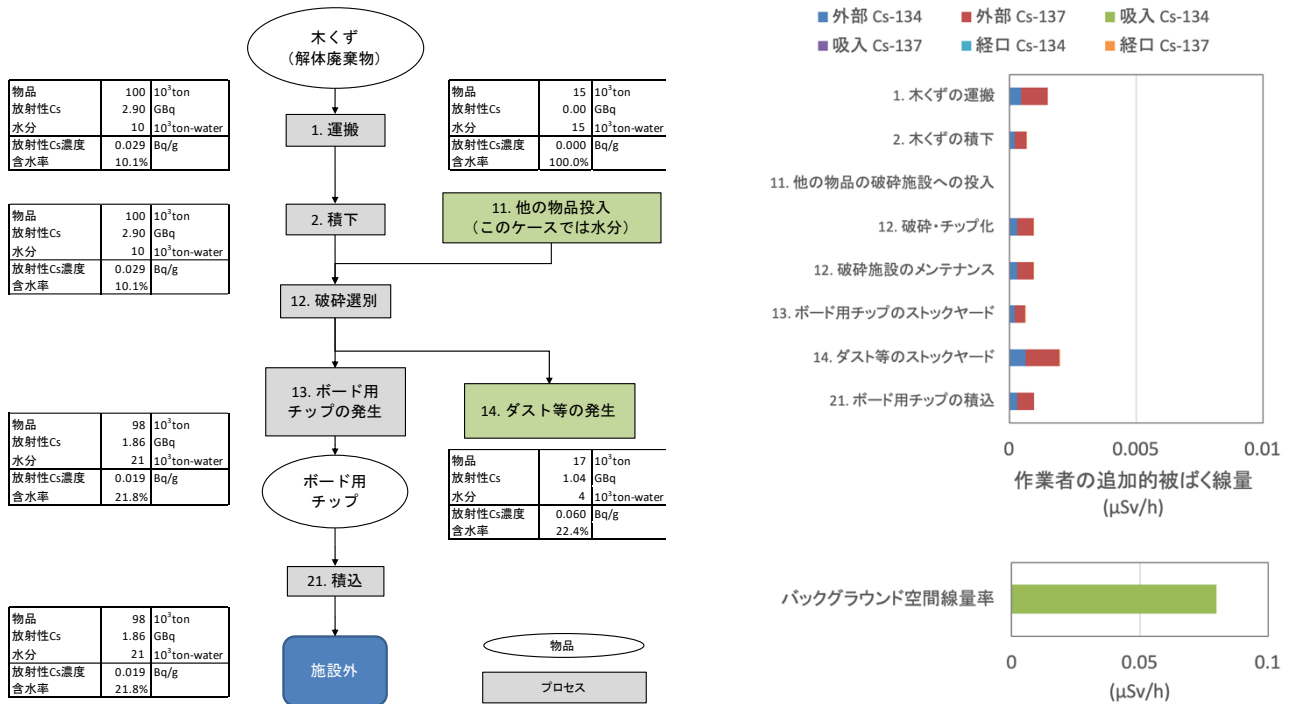 木くず
（解体廃棄物）
物品 100 10³ton
放射性Cs 2.90 GBq
水分 10 10³ton-water
放射性Cs濃度 0.029 Bq/g
含水率 10.1%
物品 15 10³ton
放射性Cs 0.00 GBq
水分 15 10³ton-water
放射性Cs濃度 0.000 Bq/g
含水率 100.0%
1. 運搬
物品 100 10³ton
放射性Cs 2.90 GBq
水分 10 10³ton-water
放射性Cs濃度 0.029 Bq/g
含水率 10.1%
2. 積下
11. 他の物品投入
（このケースでは水分）
12. 破砕選別
13. ボード用
チップの発生
14. ダスト等の発生
物品 98 10³ton
放射性Cs 1.86 GBq
水分 21 10³ton-water
放射性Cs濃度 0.019 Bq/g
含水率 21.8%
物品 17 10³ton
放射性Cs 1.04 GBq
水分 4 10³ton-water
放射性Cs濃度 0.060 Bq/g
含水率 22.4%
ボード用
チップ
21. 積込
物品 98 10³ton
放射性Cs 1.86 GBq
水分 21 10³ton-water
放射性Cs濃度 0.019 Bq/g
含水率 21.8%
施設外
物品
プロセス
外部 Cs-134 外部 Cs-137 吸入 Cs-134
吸入 Cs-137 経口 Cs-134 経口 Cs-137
1. 木くずの運搬
2. 木くずの積下
11. 他の物品の破砕施設への投入
12. 破砕・チップ化
12. 破砕施設のメンテナンス
13. ボード用チップのストックヤード
14. ダスト等のストックヤード
21. ボード用チップの積込
0 0.005 0.01
作業者の追加的被ばく線量
(μSv/h)
バックグラウンド空間線量率
0 0.05 0.1
(μSv/h)